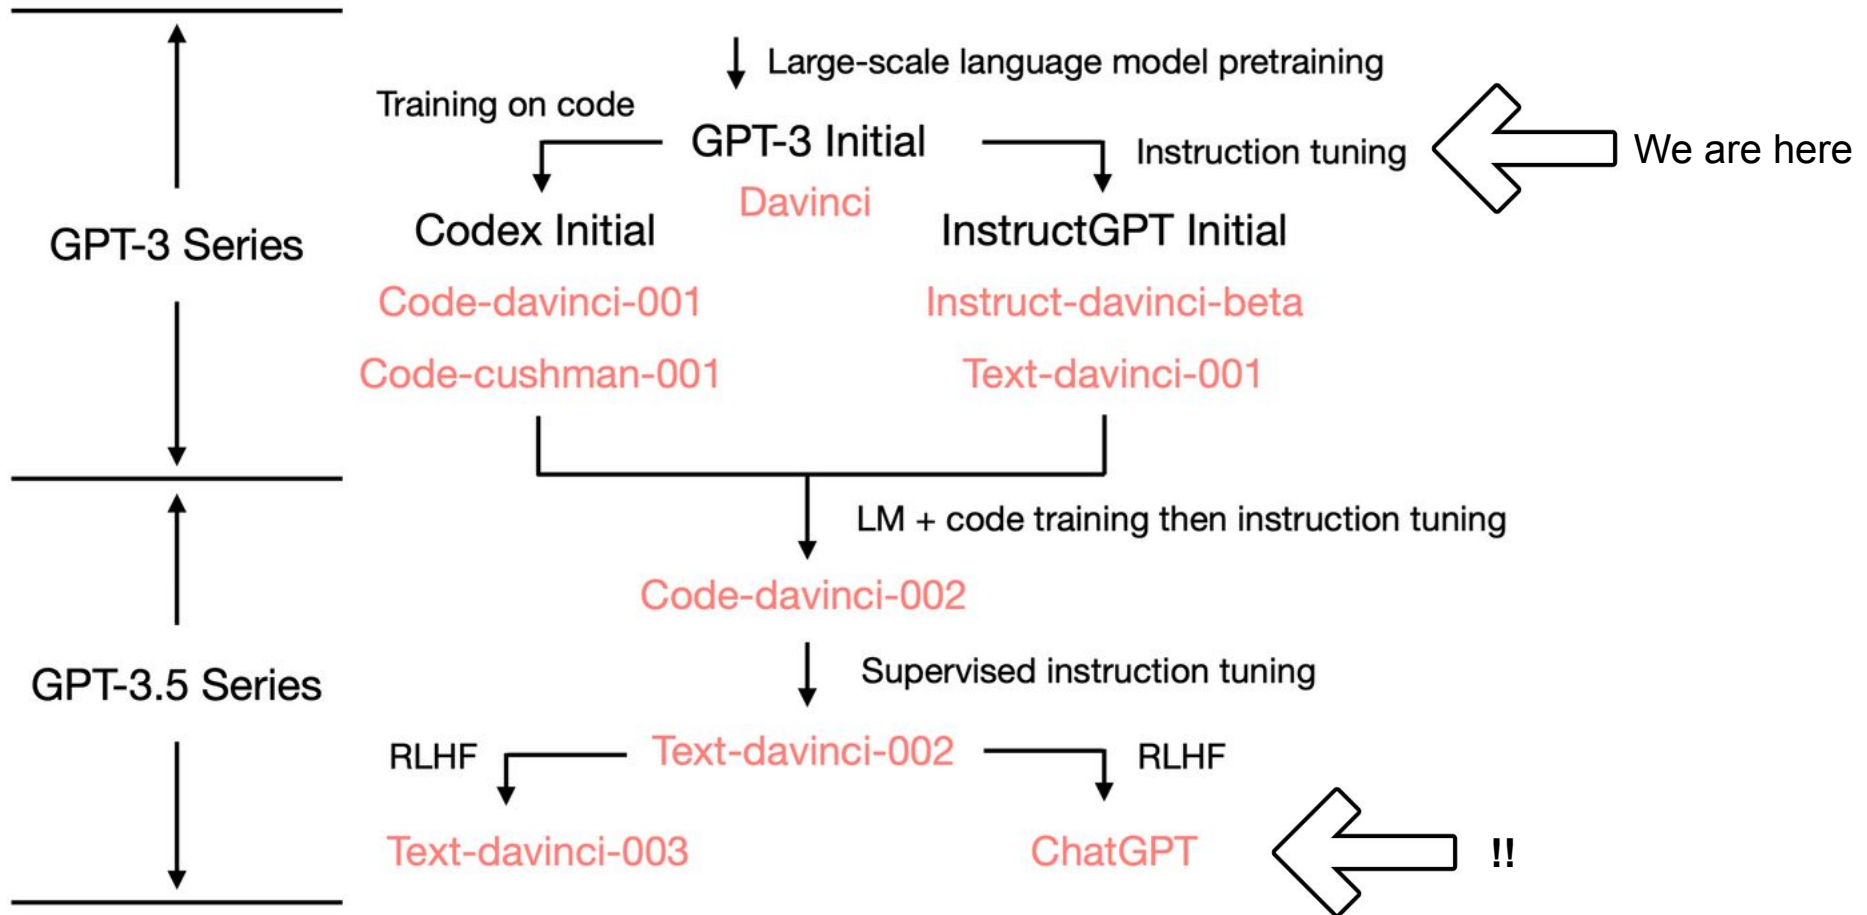 Large-scale language model pretraining
Training on code
GPT-3 Initial
Instruction tuning
We are here
Davinci
Codex Initial
InstructGPT Initial
GPT-3 Series
Code-davinci-001
Instruct-davinci-beta
Code-cushman-001
Text-davinci-001
LM + code training then instruction tuning
Code-davinci-002
Supervised instruction tuning
GPT-3.5 Series
RLHF
Text-davinci-002
RLHF
Text-davinci-003
ChatGPT
!!